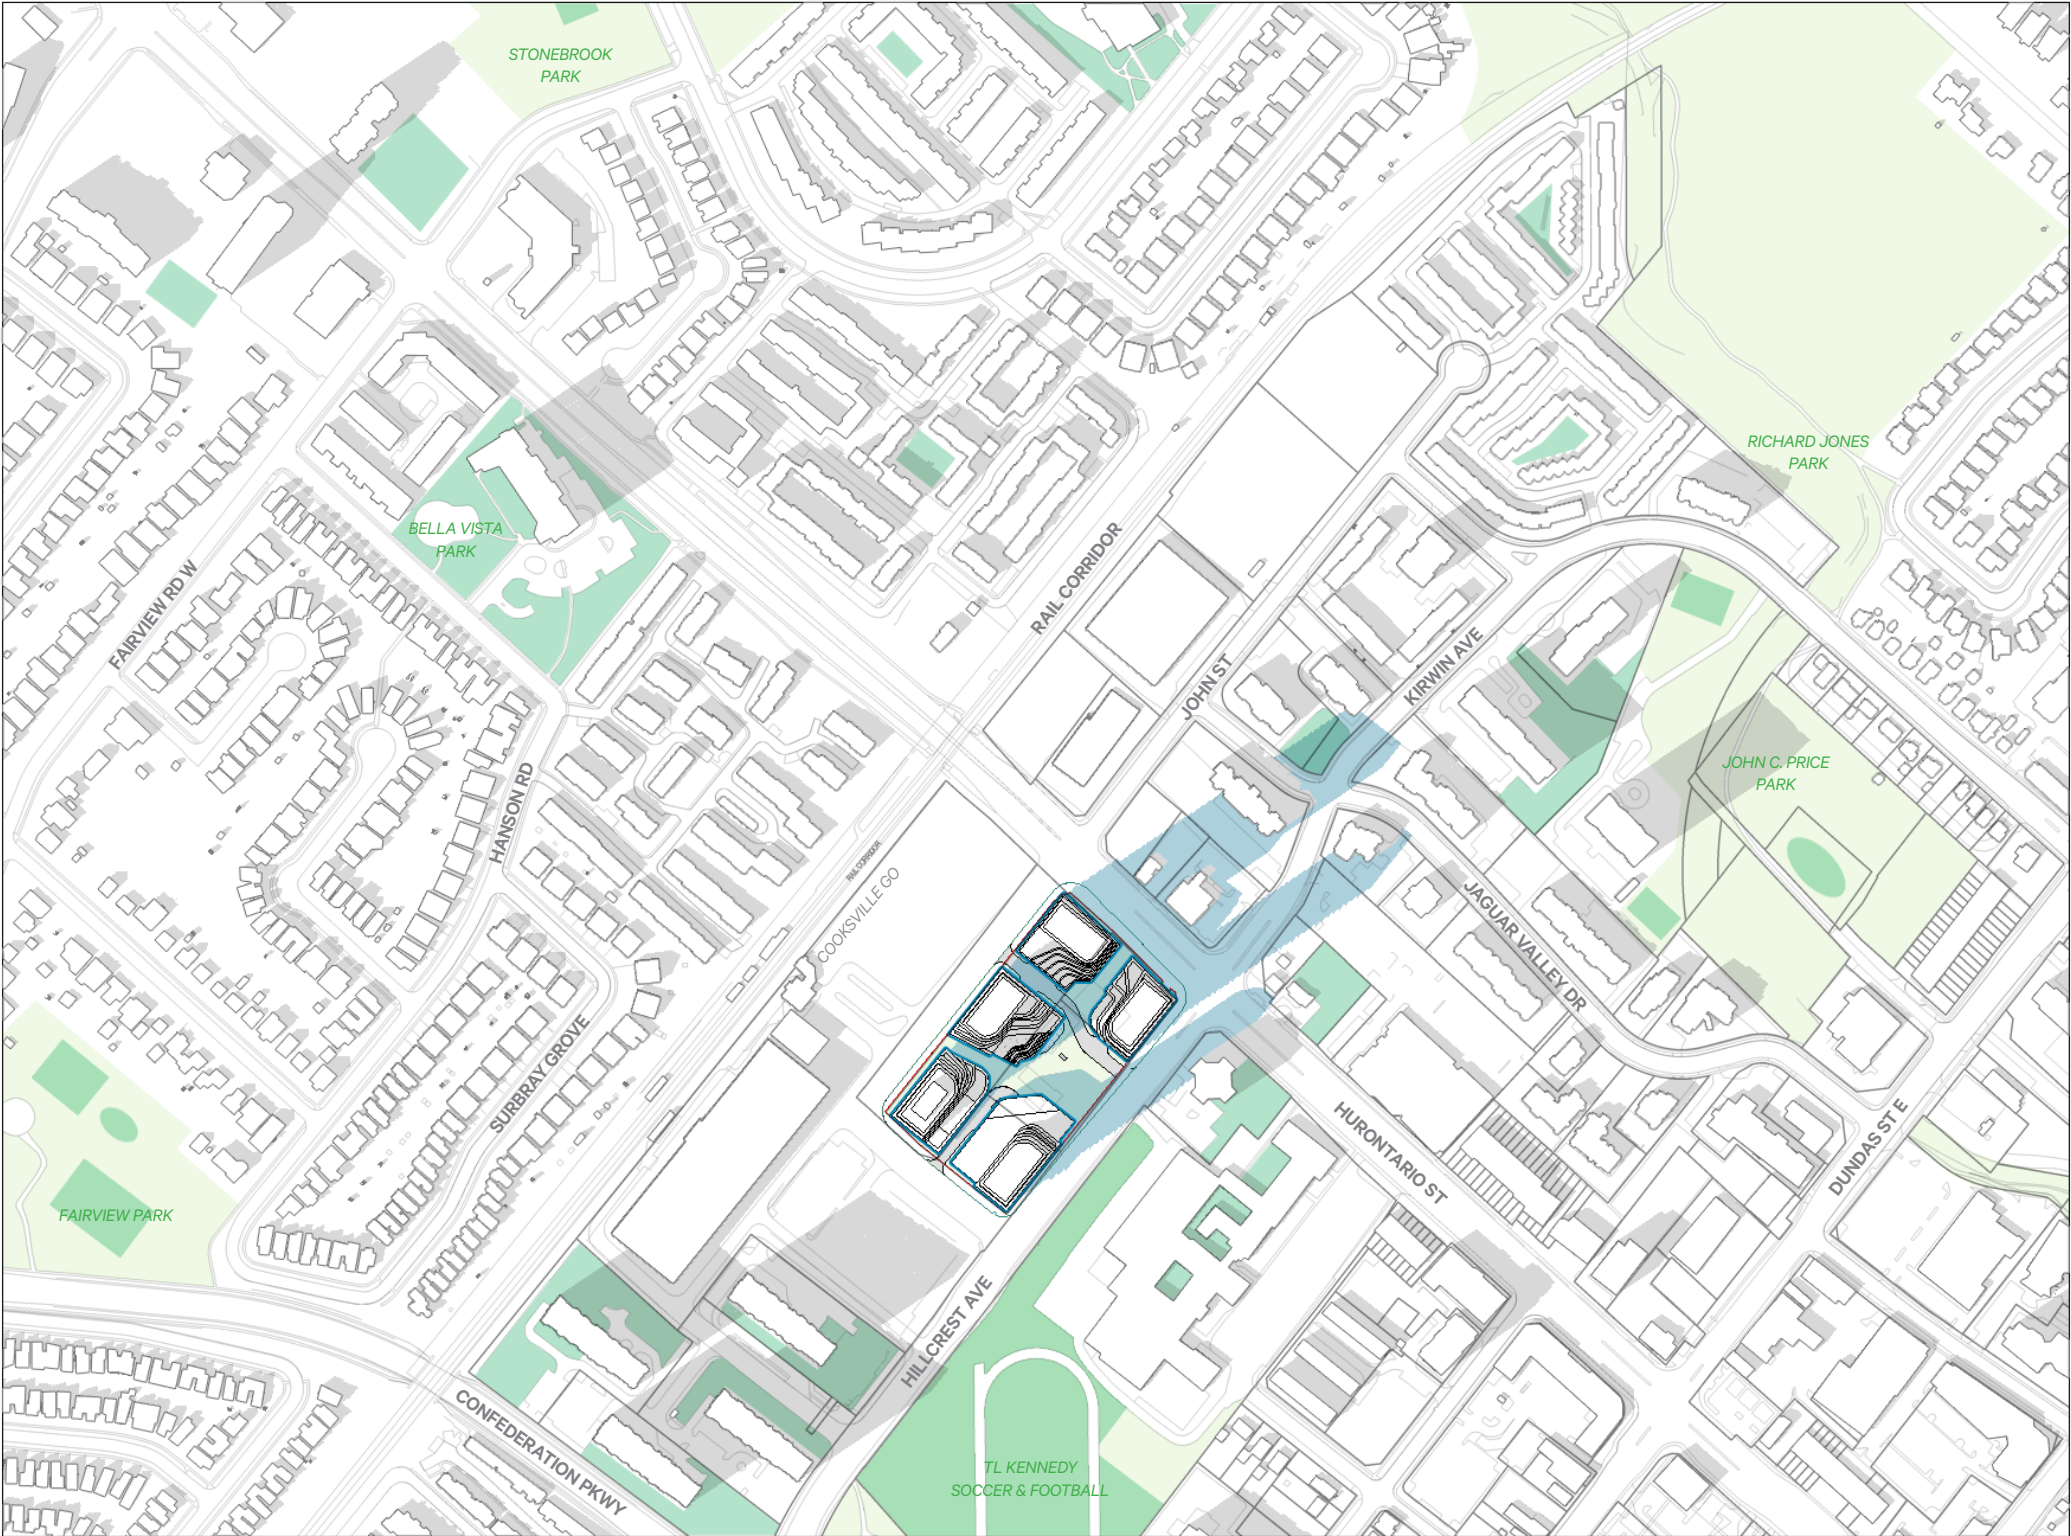 STONEBROOK
PARK
RICHARD JONES
PARK
BELLA VISTA
PARK
RAIL CORRIDOR
FAIRVIEW RD W
JOHN ST
KIRWIN AVE
JOHN C. PRICE
PARK
HANSON RD
RAIL CORRIDOR
COOKSVILLE GO
JAGUAR VALLEY DR
SURBRAY GROVE
HURONTARIO ST
DUNDAS ST E
FAIRVIEW PARK
HILLCREST AVE
CONFEDERATION PKWY
TL KENNEDY
SOCCER & FOOTBALL